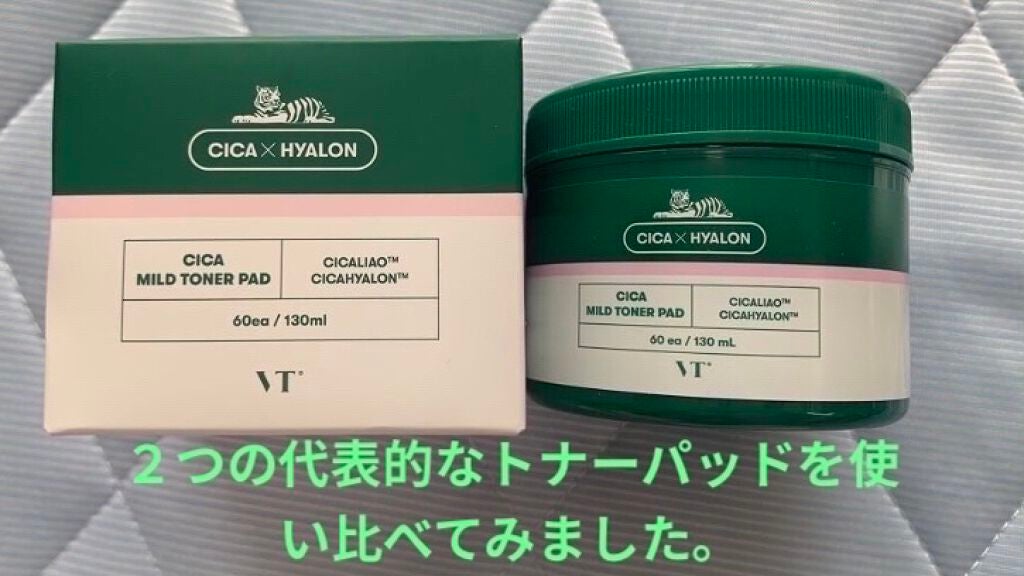 CICA × HYALON
CICA
MILD TONER PAD
CICALIAO™
CICAHYALON™
60ea / 130ml
VT
CICA × HYALON
CICA
MILD TONER PAD
CICALIAO™
CICAHYALON™
60 ea / 130 mL
VT
２つの代表的なトナーパッドを使
い比べてみました。